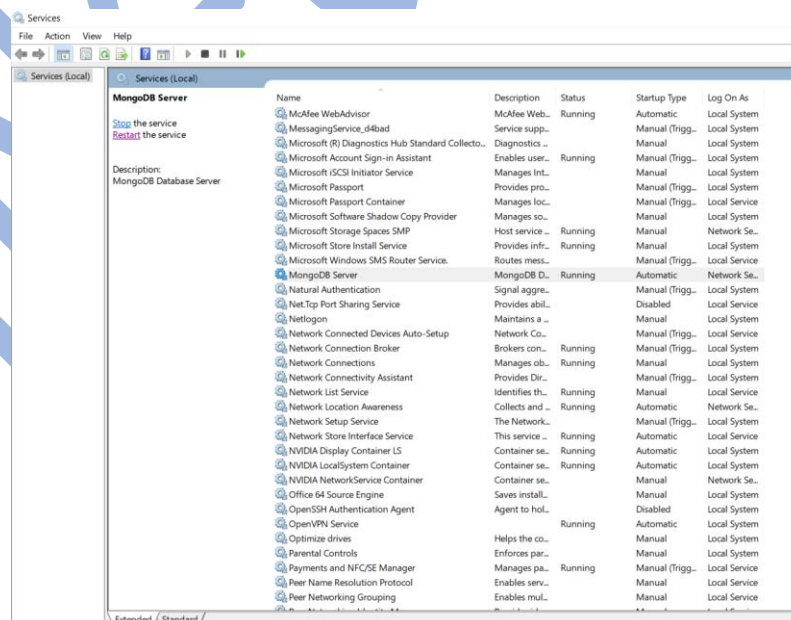 Services
File Action View Help
Services (Local)
Services (Local)
MongoDB Server
Stop the service
Restart the service
Description:
MongoDB Database Server
Name Description Status Startup Type Log On As
McAfee WebAdvisor McAfee Web... Running Automatic Local System
MessagingService_d4bad Service supp... Manual (Trigg... Local System
Microsoft (R) Diagnostics Hub Standard Collecto... Diagnostics ... Manual Local System
Microsoft Account Sign-in Assistant Enables user... Running Manual (Trigg... Local System
Microsoft iSCSI Initiator Service Manages Int... Manual Local System
Microsoft Passport Provides pro... Manual (Trigg... Local System
Microsoft Passport Container Manages loc... Manual (Trigg... Local Service
Microsoft Software Shadow Copy Provider Manages so... Manual Local System
Microsoft Storage Spaces SMP Host service ... Running Manual Network Se...
Microsoft Store Install Service Provides infr... Running Manual Local System
Microsoft Windows SMS Router Service. Routes mess... Manual (Trigg... Local Service
MongoDB Server MongoDB D... Running Automatic Network Se...
Natural Authentication Signal aggre... Manual (Trigg... Local System
Net.Tcp Port Sharing Service Provides abil... Disabled Local Service
Netlogon Maintains a ... Manual Local System
Network Connected Devices Auto-Setup Network Co... Manual (Trigg... Local Service
Network Connection Broker Brokers con... Running Manual (Trigg... Local System
Network Connections Manages ob... Running Manual Local System
Network Connectivity Assistant Provides Dir... Manual (Trigg... Local System
Network List Service Identifies th... Running Manual Local Service
Network Location Awareness Collects and ... Running Automatic Network Se...
Network Setup Service The Network... Manual (Trigg... Local System
Network Store Interface Service This service ... Running Automatic Local Service
NVIDIA Display Container LS Container se... Running Automatic Local System
NVIDIA LocalSystem Container Container se... Running Automatic Local System
NVIDIA NetworkService Container Container se... Manual Network Se...
Office 64 Source Engine Saves install... Manual Local System
OpenSSH Authentication Agent Agent to hol... Disabled Local System
OpenVPN Service Running Automatic Local System
Optimize drives Helps the co... Manual Local System
Parental Controls Enforces par... Manual Local System
Payments and NFC/SE Manager Manages pa... Running Manual (Trigg... Local Service
Peer Name Resolution Protocol Enables serv... Manual Local Service
Peer Networking Grouping Enables mul... Manual Local Service
Extended Standard